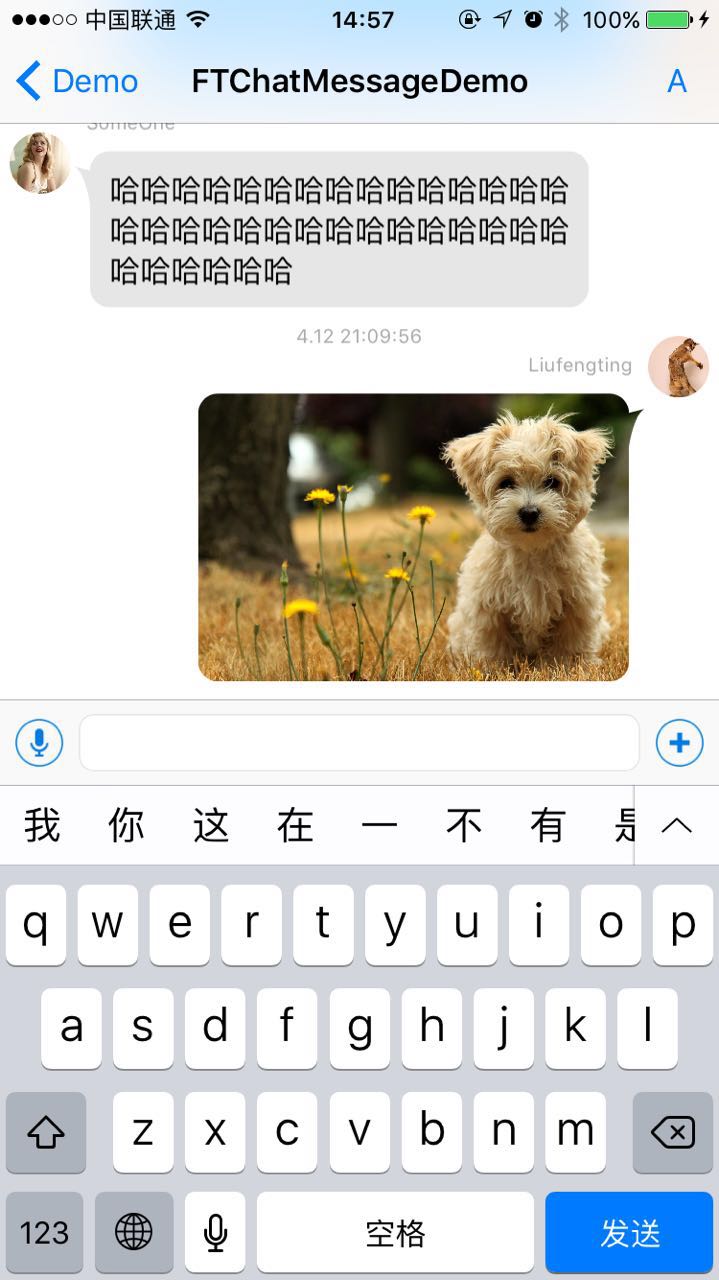 中国联通 14:57 100%
Demo FTChatMessageDemo A
SomeOne
哈哈哈哈哈哈哈哈哈哈哈哈哈哈哈
哈哈哈哈哈哈哈哈哈哈哈哈哈哈哈
哈哈哈哈哈哈
4.12 21:09:56
Liufengting
我 你 这 在 一 不 有 是
q w e r t y u i o p
a s d f g h j k l
z x c v b n m
123 空格 发送